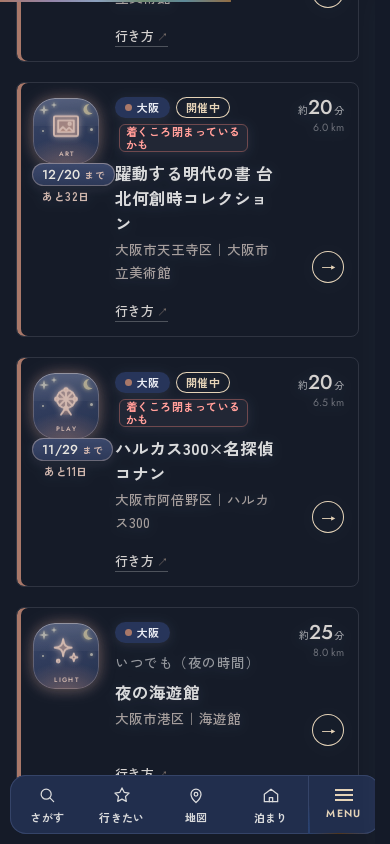 行き方 ↗
ART
12/20 まで
あと32日
大阪
開催中
着くころ閉まっている
かも
躍動する明代の書 台
北何創時コレクショ
ン
大阪市天王寺区｜大阪市
立美術館
行き方 ↗
約20分
6.0 km
→
PLAY
11/29 まで
あと11日
大阪
開催中
着くころ閉まっている
かも
ハルカス300×名探偵
コナン
大阪市阿倍野区｜ハルカ
ス300
行き方 ↗
約20分
6.5 km
→
LIGHT
大阪
いつでも（夜の時間）
夜の海遊館
大阪市港区｜海遊館
約25分
8.0 km
→
さがす
行きたい
地図
泊まり
MENU